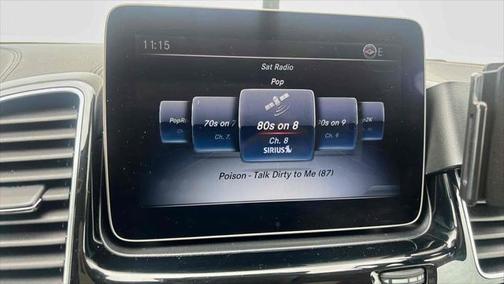 11:15
E
Sat Radio
Pop
70s on 7
80s on 8
90s on 9
Ch. 7
Ch. 8
Ch. 9
SIRIUS
Poison - Talk Dirty to Me (87)